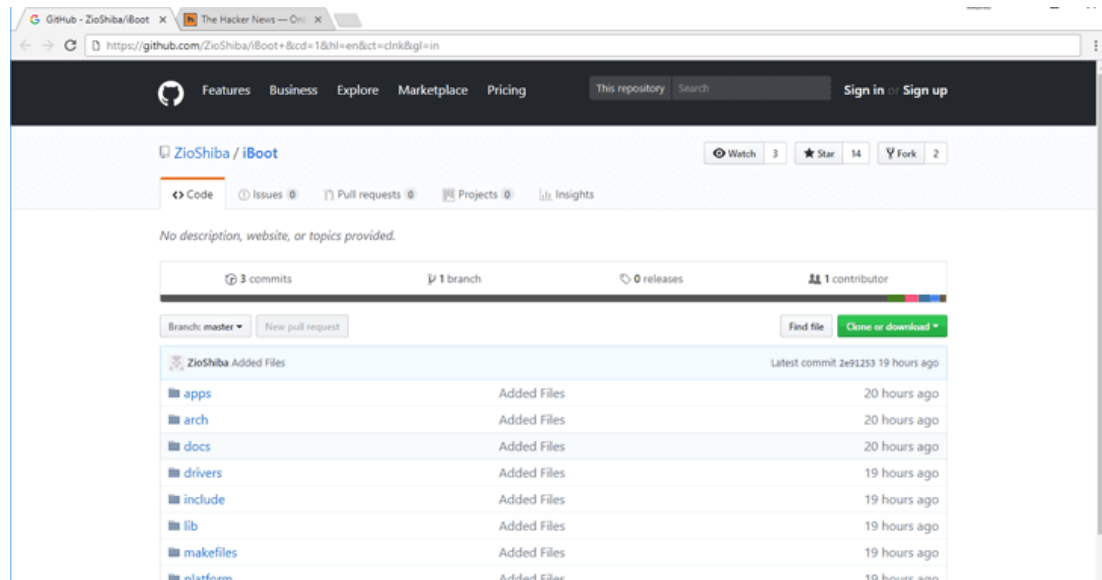 GitHub - ZioShiba/iBoot The Hacker News — Onl
https://github.com/ZioShiba/iBoot+&cd=1&hl=en&ct=clnk&gl=in
Features Business Explore Marketplace Pricing This repository Search Sign in or Sign up
ZioShiba / iBoot Watch 3 Star 14 Fork 2
Code Issues 0 Pull requests 0 Projects 0 Insights
No description, website, or topics provided.
3 commits 1 branch 0 releases 1 contributor
Branch: master New pull request Find file Clone or download
ZioShiba Added Files Latest commit 2e91253 19 hours ago
apps Added Files 20 hours ago
arch Added Files 20 hours ago
docs Added Files 20 hours ago
drivers Added Files 19 hours ago
include Added Files 19 hours ago
lib Added Files 19 hours ago
makefiles Added Files 19 hours ago
platform Added Files 19 hours ago